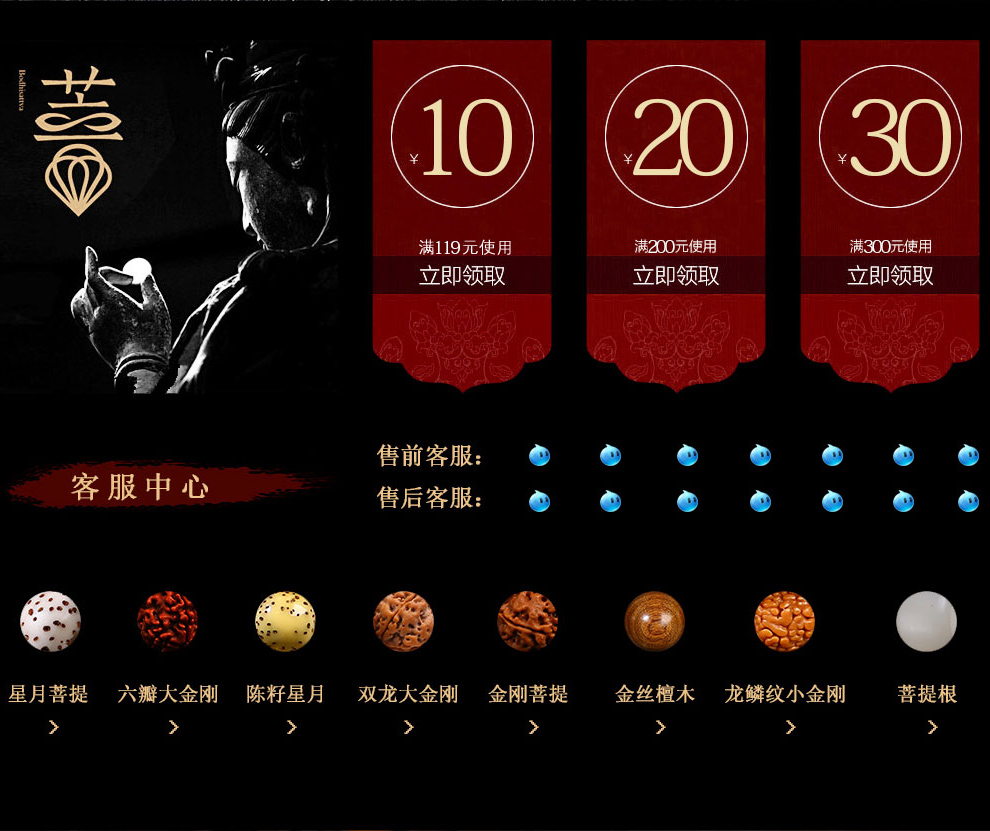 菩
Bodhisattva
¥10
满119元使用
立即领取
¥20
满200元使用
立即领取
¥30
满300元使用
立即领取
客服中心
售前客服：
售后客服：
星月菩提
六瓣大金刚
陈籽星月
双龙大金刚
金刚菩提
金丝檀木
龙鳞纹小金刚
菩提根